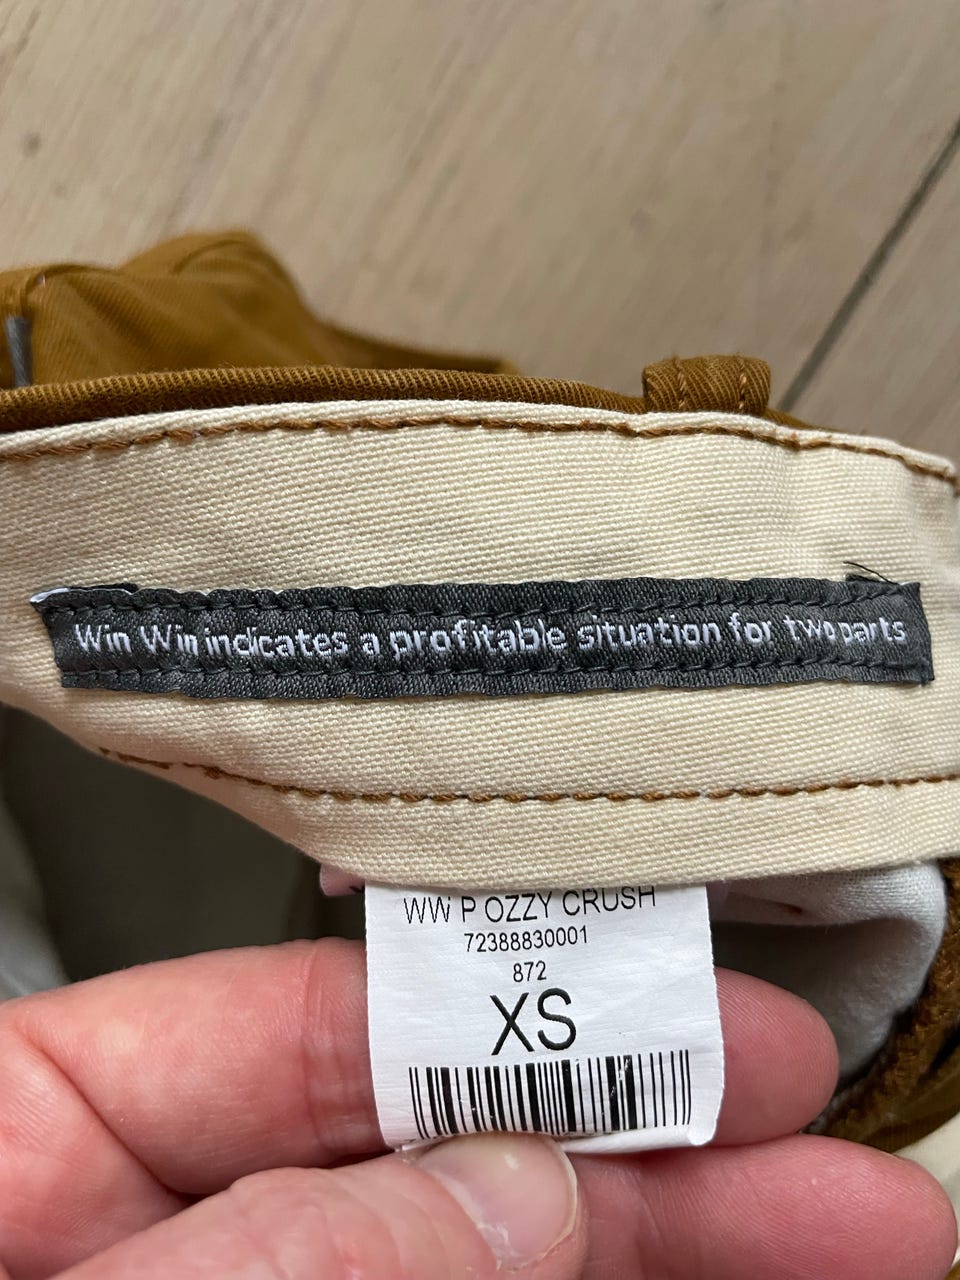 Win Win indicates a profitable situation for two parts
WW P OZZY CRUSH
72388830001
872
XS